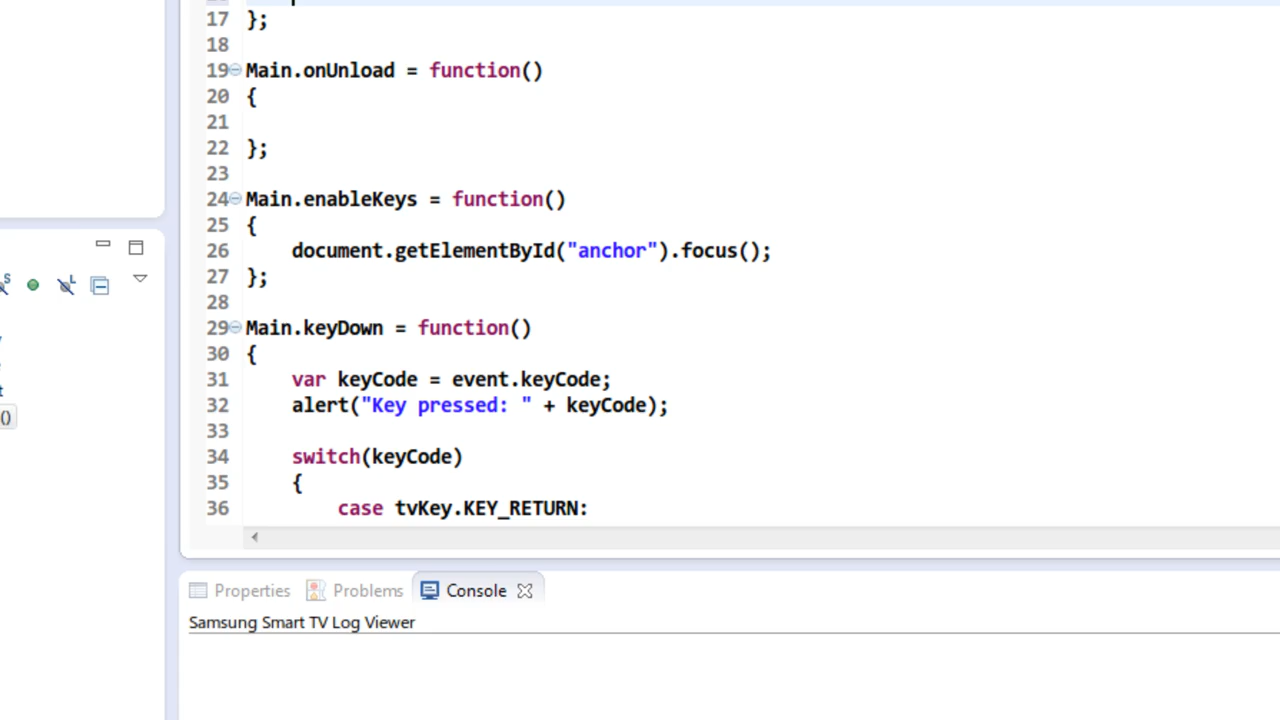 17 };
18
19 Main.onUnload = function()
20 {
21
22 };
23
24 Main.enableKeys = function()
25 {
26     document.getElementById("anchor").focus();
27 };
28
29 Main.keyDown = function()
30 {
31     var keyCode = event.keyCode;
32     alert("Key pressed: " + keyCode);
33
34     switch(keyCode)
35     {
36         case tvKey.KEY_RETURN:
S L
()
Properties Problems Console
Samsung Smart TV Log Viewer